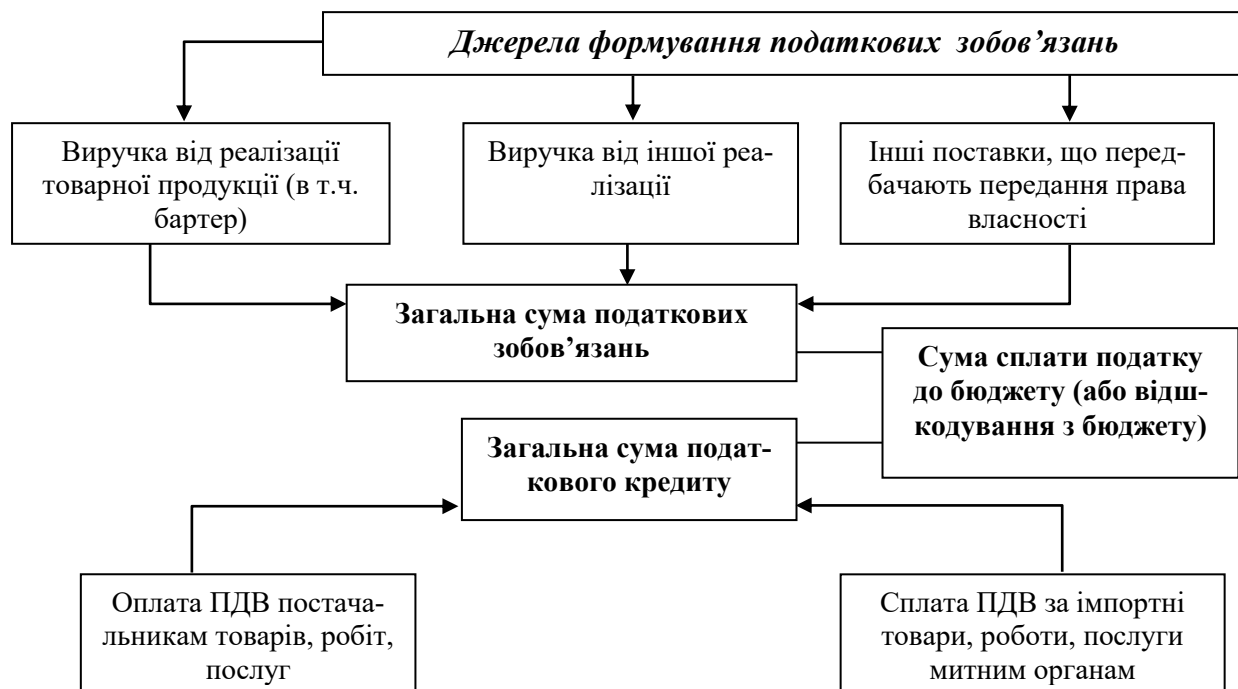 Джерела формування податкових зобов’язань
Виручка від реалізації
товарної продукції (в т.ч.
бартер)
Виручка від іншої реа-
лізації
Інші поставки, що перед-
бачають передання права
власності
Загальна сума податкових
зобов’язань
Сума сплати податку
до бюджету (або відш-
кодування з бюджету)
Загальна сума подат-
кового кредиту
Оплата ПДВ постача-
льникам товарів, робіт,
послуг
Сплата ПДВ за імпортні
товари, роботи, послуги
митним органам